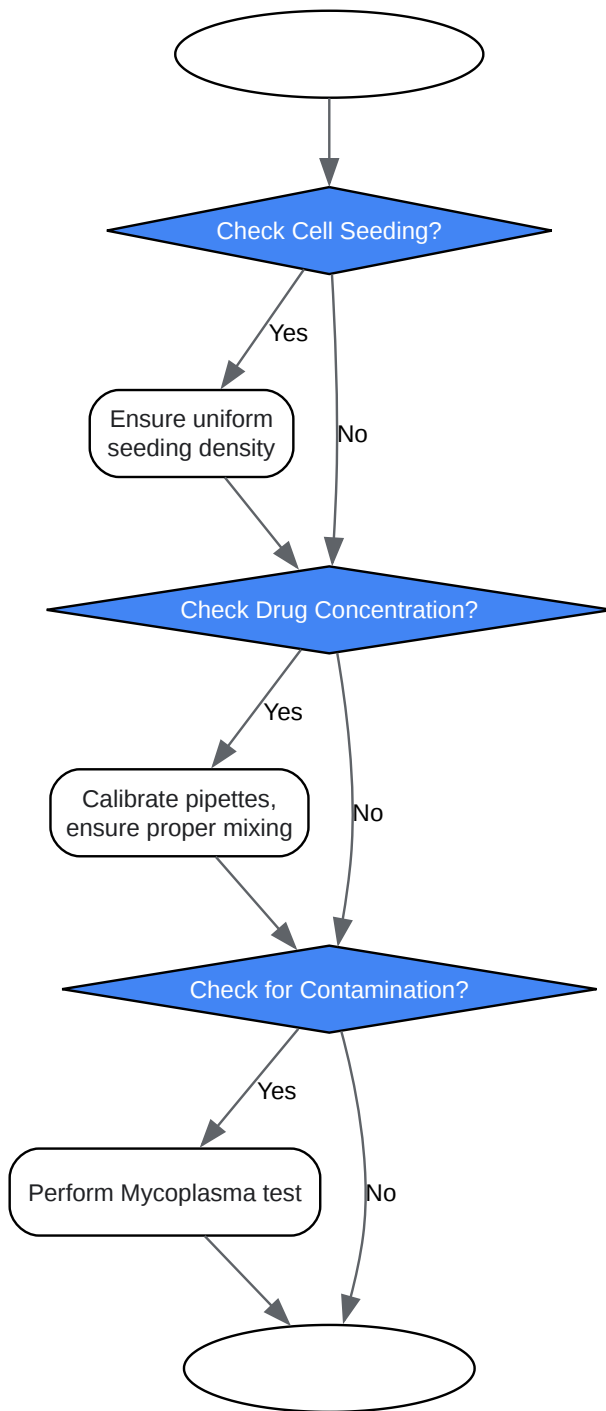 Check Cell Seeding?
Yes
Ensure uniform
seeding density
No
Check Drug Concentration?
Yes
Calibrate pipettes,
ensure proper mixing
No
Check for Contamination?
Yes
Perform Mycoplasma test
No